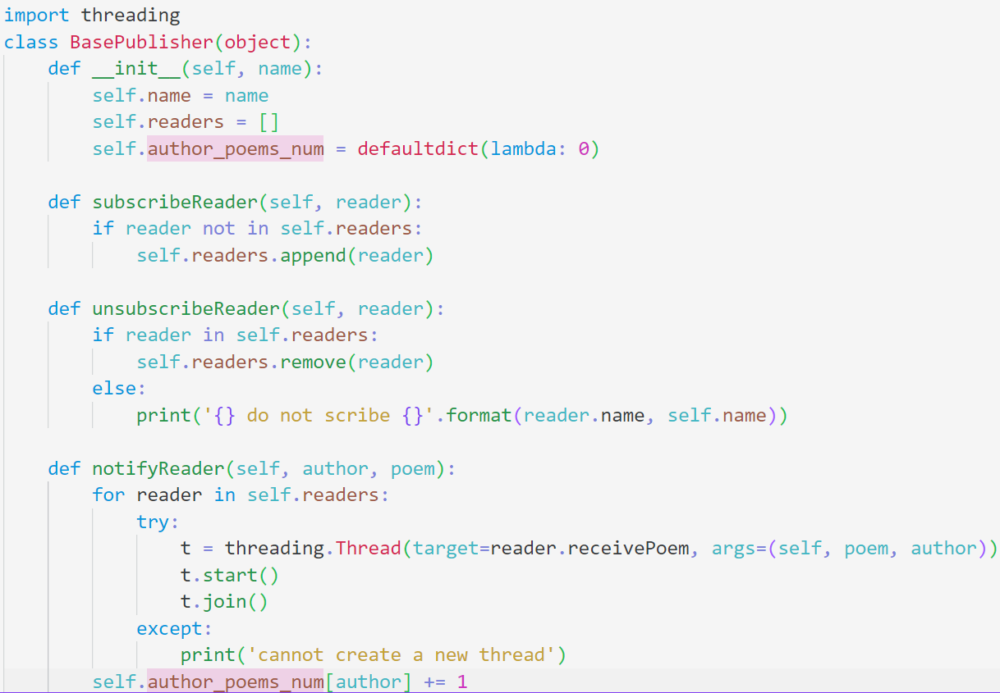 import threading
class BasePublisher(object):
    def __init__(self, name):
        self.name = name
        self.readers = []
        self.author_poems_num = defaultdict(lambda: 0)

    def subscribeReader(self, reader):
        if reader not in self.readers:
            self.readers.append(reader)

    def unsubscribeReader(self, reader):
        if reader in self.readers:
            self.readers.remove(reader)
        else:
            print('{} do not scribe {}'.format(reader.name, self.name))

    def notifyReader(self, author, poem):
        for reader in self.readers:
            try:
                t = threading.Thread(target=reader.receivePoem, args=(self, poem, author))
                t.start()
                t.join()
            except:
                print('cannot create a new thread')
        self.author_poems_num[author] += 1